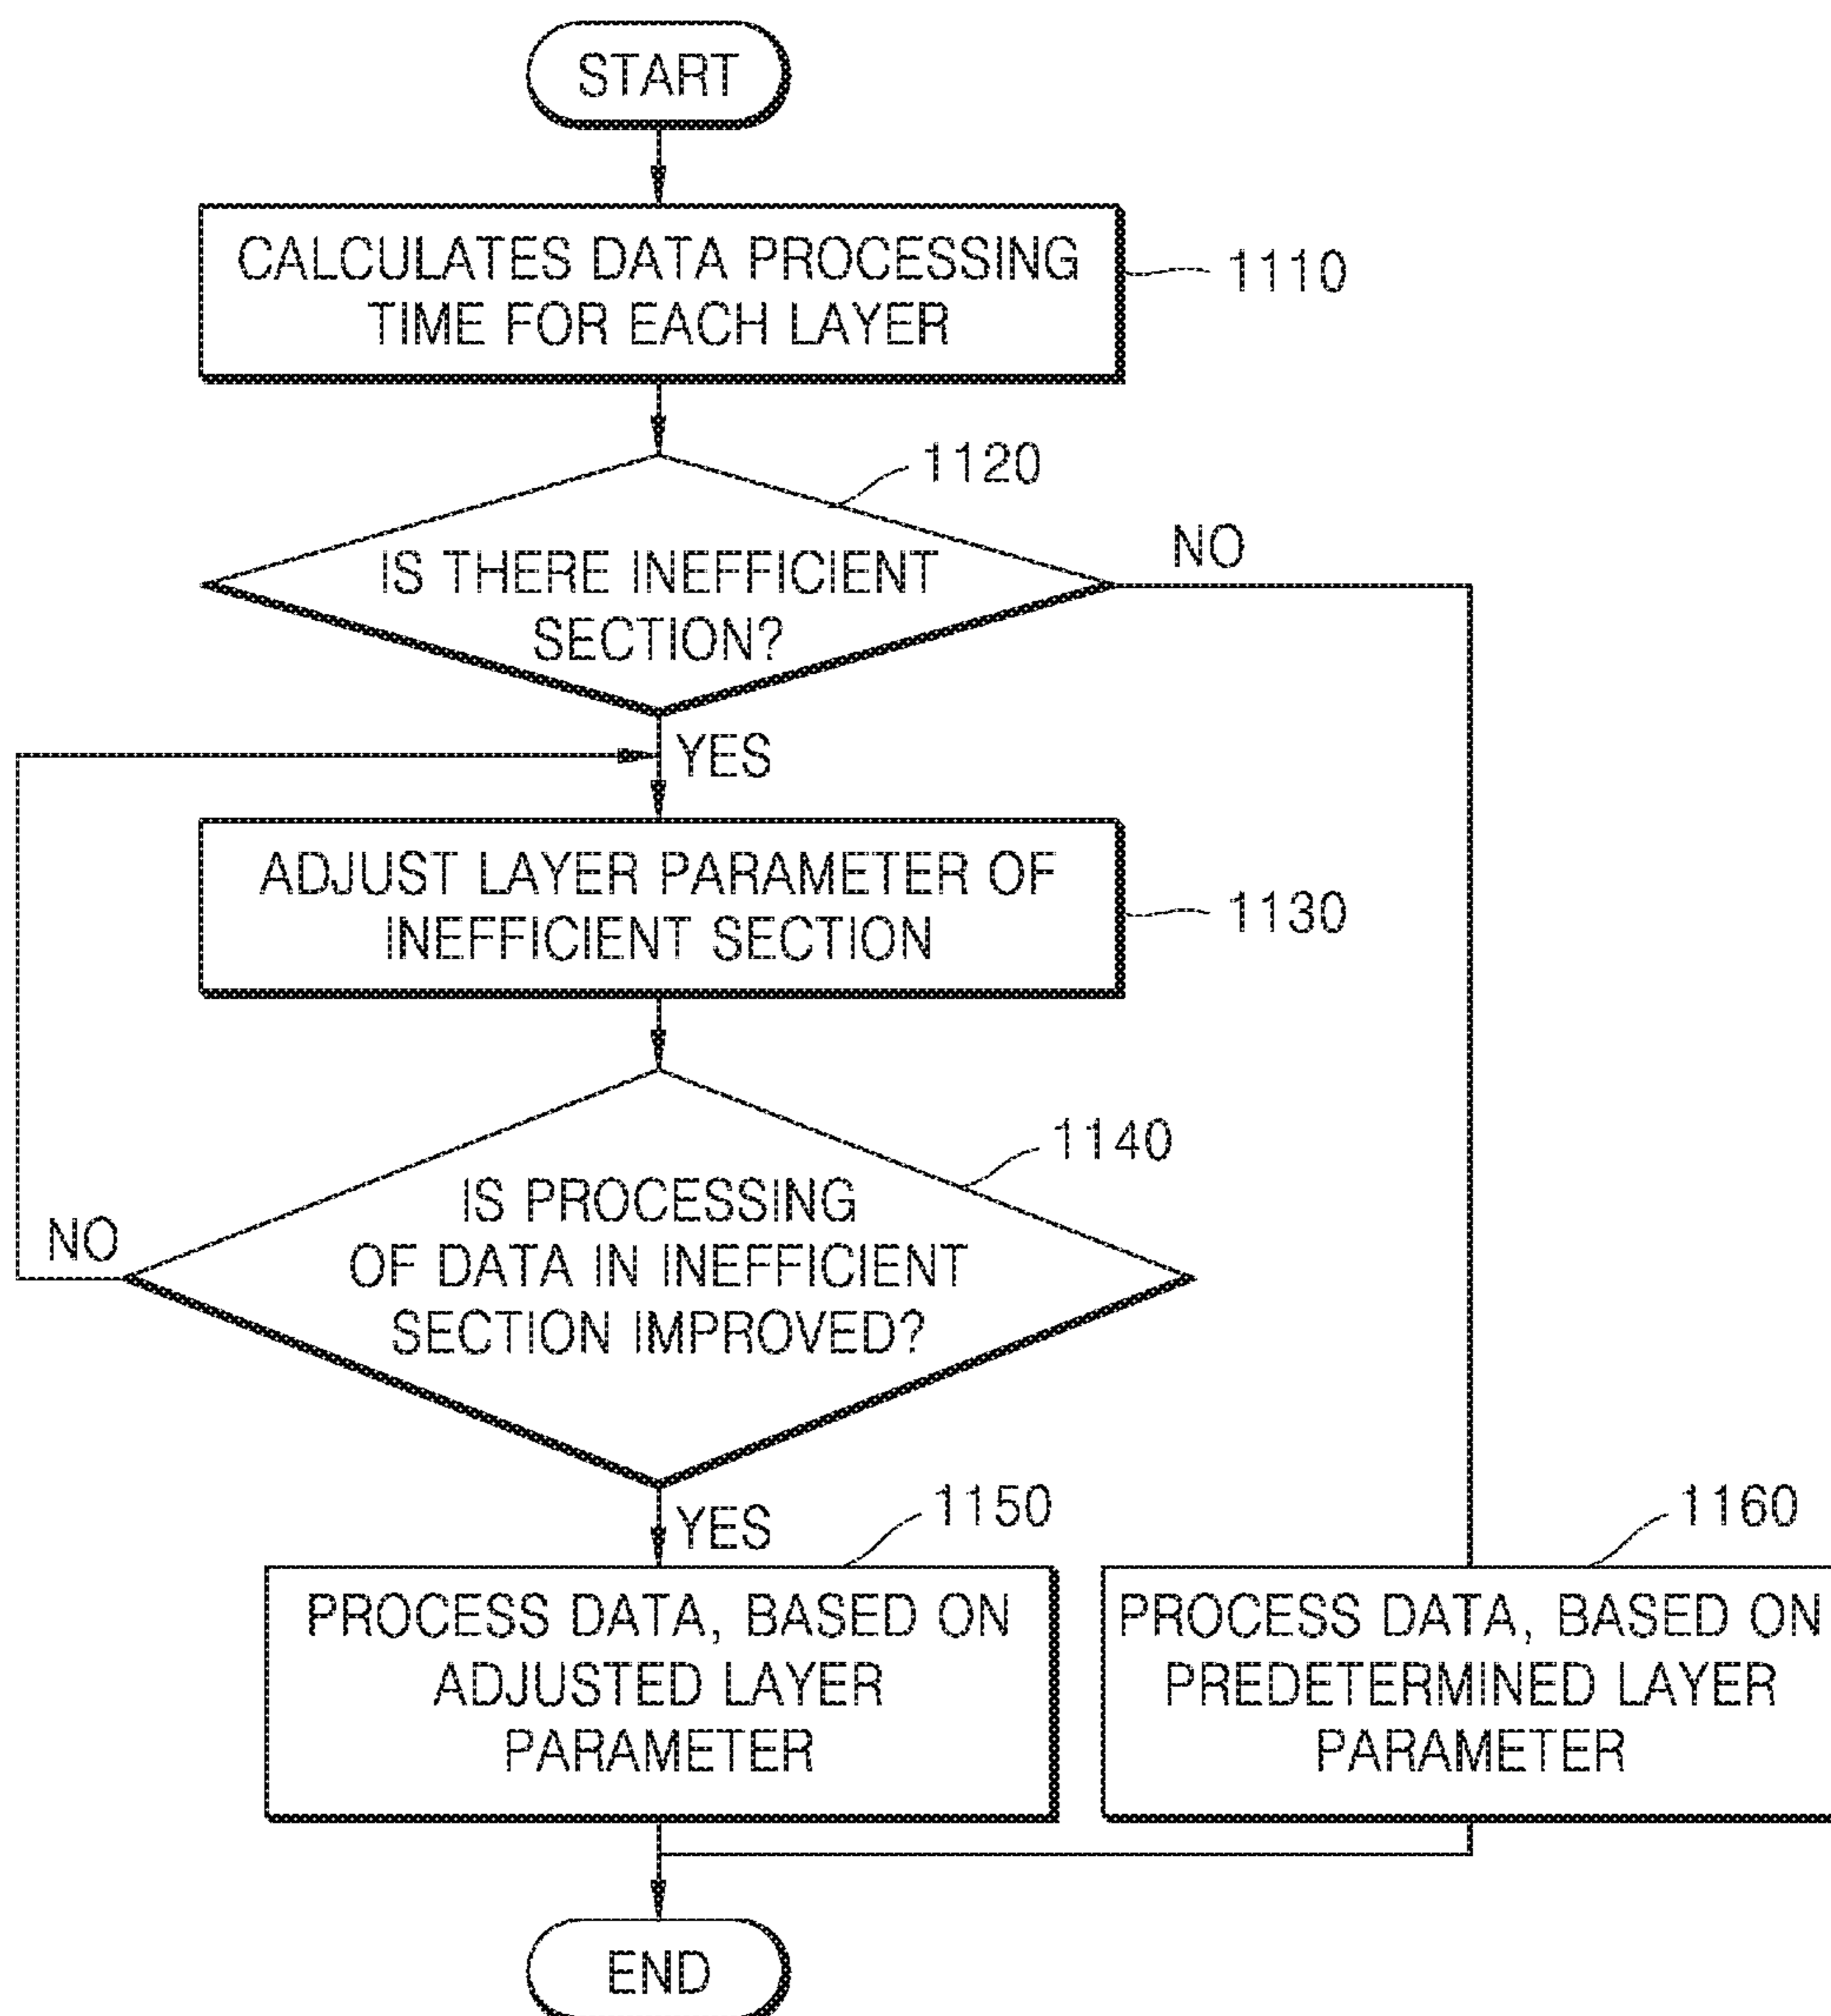 START
CALCULATES DATA PROCESSING
TIME FOR EACH LAYER
1110
1120
IS THERE INEFFICIENT
SECTION?
NO
YES
ADJUST LAYER PARAMETER OF
INEFFICIENT SECTION
1130
1140
IS PROCESSING
OF DATA IN INEFFICIENT
SECTION IMPROVED?
NO
YES
1150
PROCESS DATA, BASED ON
ADJUSTED LAYER
PARAMETER
1160
PROCESS DATA, BASED ON
PREDETERMINED LAYER
PARAMETER
END